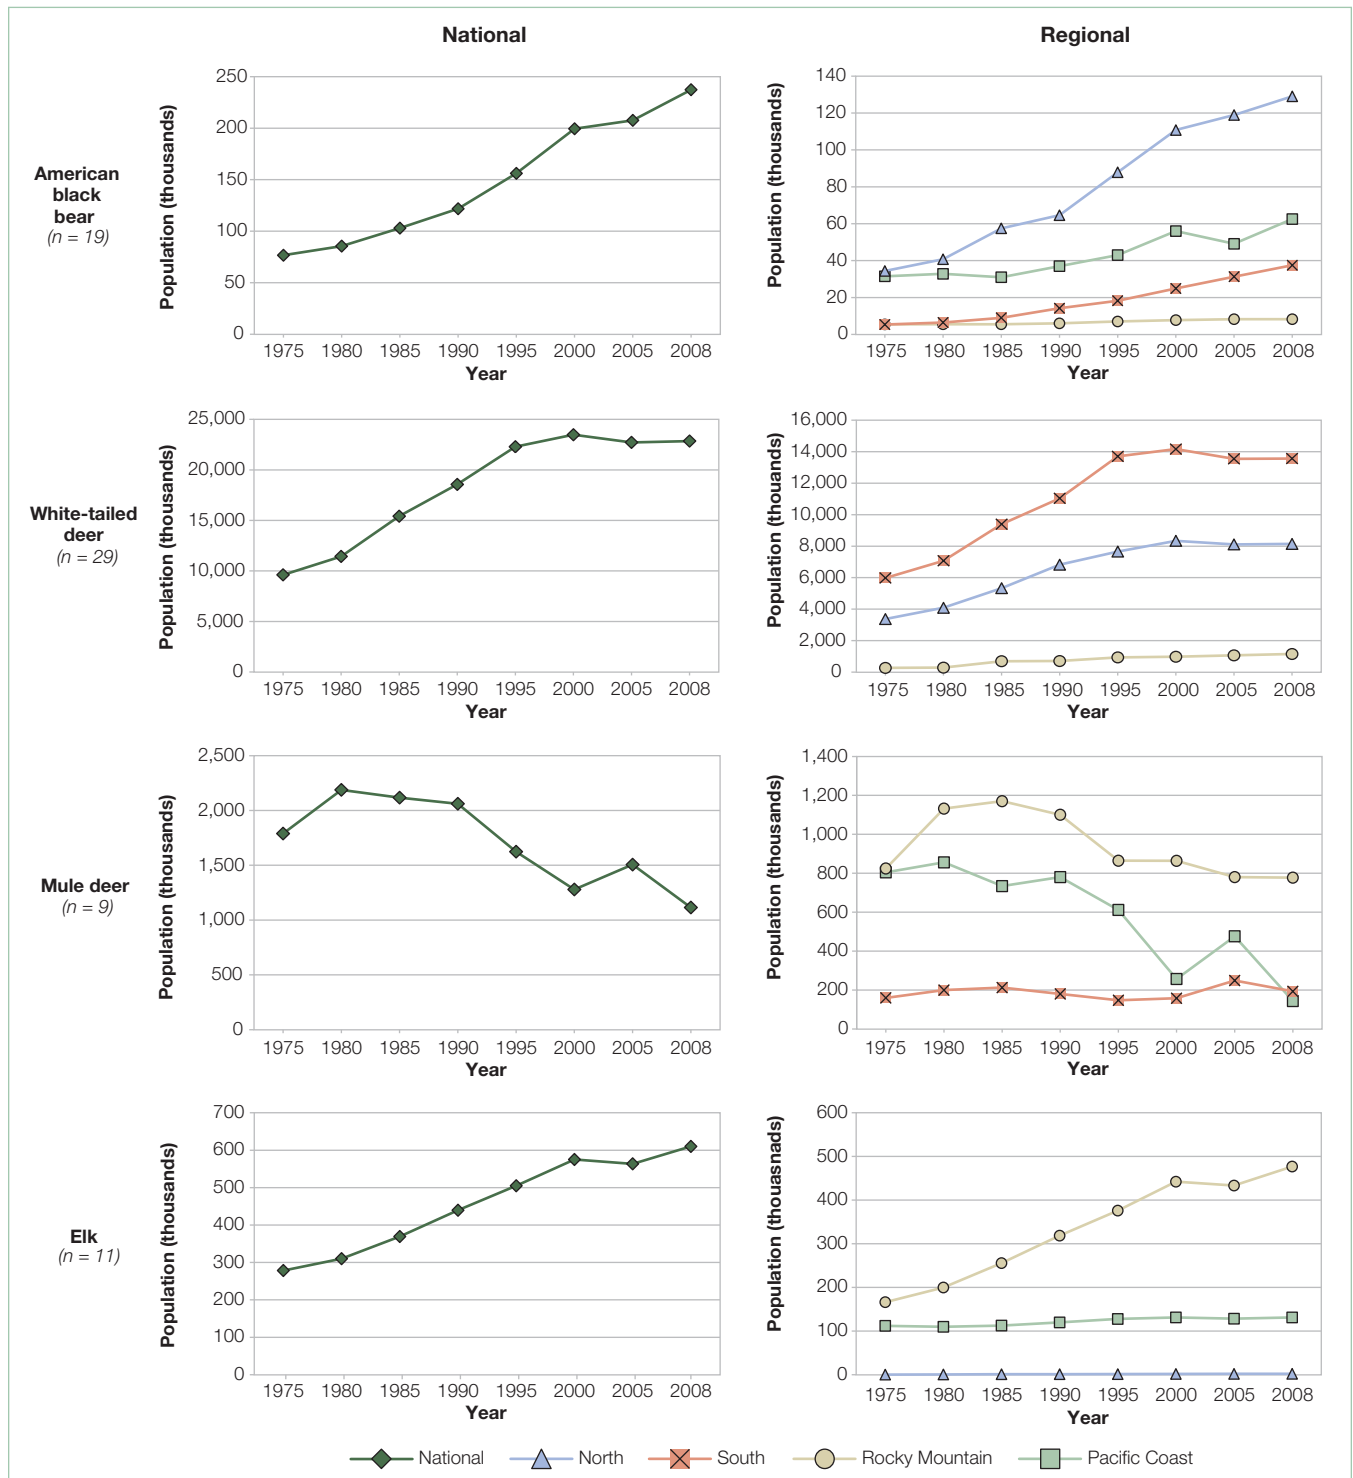 National
Regional
American
black
bear
(n = 19)
Population (thousands)
250
200
150
100
50
0
1975 1980 1985 1990 1995 2000 2005 2008
Year
Population (thousands)
140
120
100
80
60
40
20
0
1975 1980 1985 1990 1995 2000 2005 2008
Year
White-tailed
deer
(n = 29)
Population (thousands)
25,000
20,000
15,000
10,000
5,000
0
1975 1980 1985 1990 1995 2000 2005 2008
Year
Population (thouands)
16,000
14,000
12,000
10,000
8,000
6,000
4,000
2,000
0
1975 1980 1985 1990 1995 2000 2005 2008
Year
Mule deer
(n = 9)
Population (thousands)
2,500
2,000
1,500
1,000
500
0
1975 1980 1985 1990 1995 2000 2005 2008
Year
Population (thousands)
1,400
1,200
1,000
800
600
400
200
0
1975 1980 1985 1990 1995 2000 2005 2008
Year
Elk
(n = 11)
Population (thousands)
700
600
500
400
300
200
100
0
1975 1980 1985 1990 1995 2000 2005 2008
Year
Population (thouasnads)
600
500
400
300
200
100
0
1975 1980 1985 1990 1995 2000 2005 2008
Year
National North South Rocky Mountain Pacific Coast